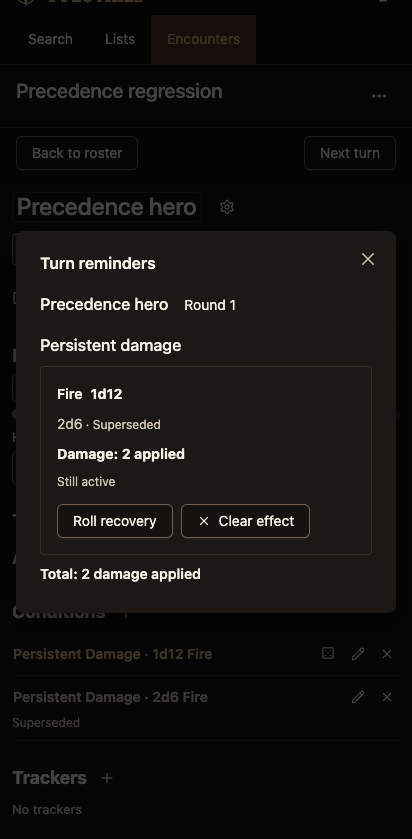 Search Lists Encounters
Precedence regression
...
Back to roster Next turn
Precedence hero
Turn reminders
Precedence hero Round 1
Persistent damage
Fire 1d12
2d6 · Superseded
Damage: 2 applied
Still active
Roll recovery Clear effect
Total: 2 damage applied
Conditions +
Persistent Damage · 1d12 Fire
Persistent Damage · 2d6 Fire
Superseded
Trackers +
No trackers